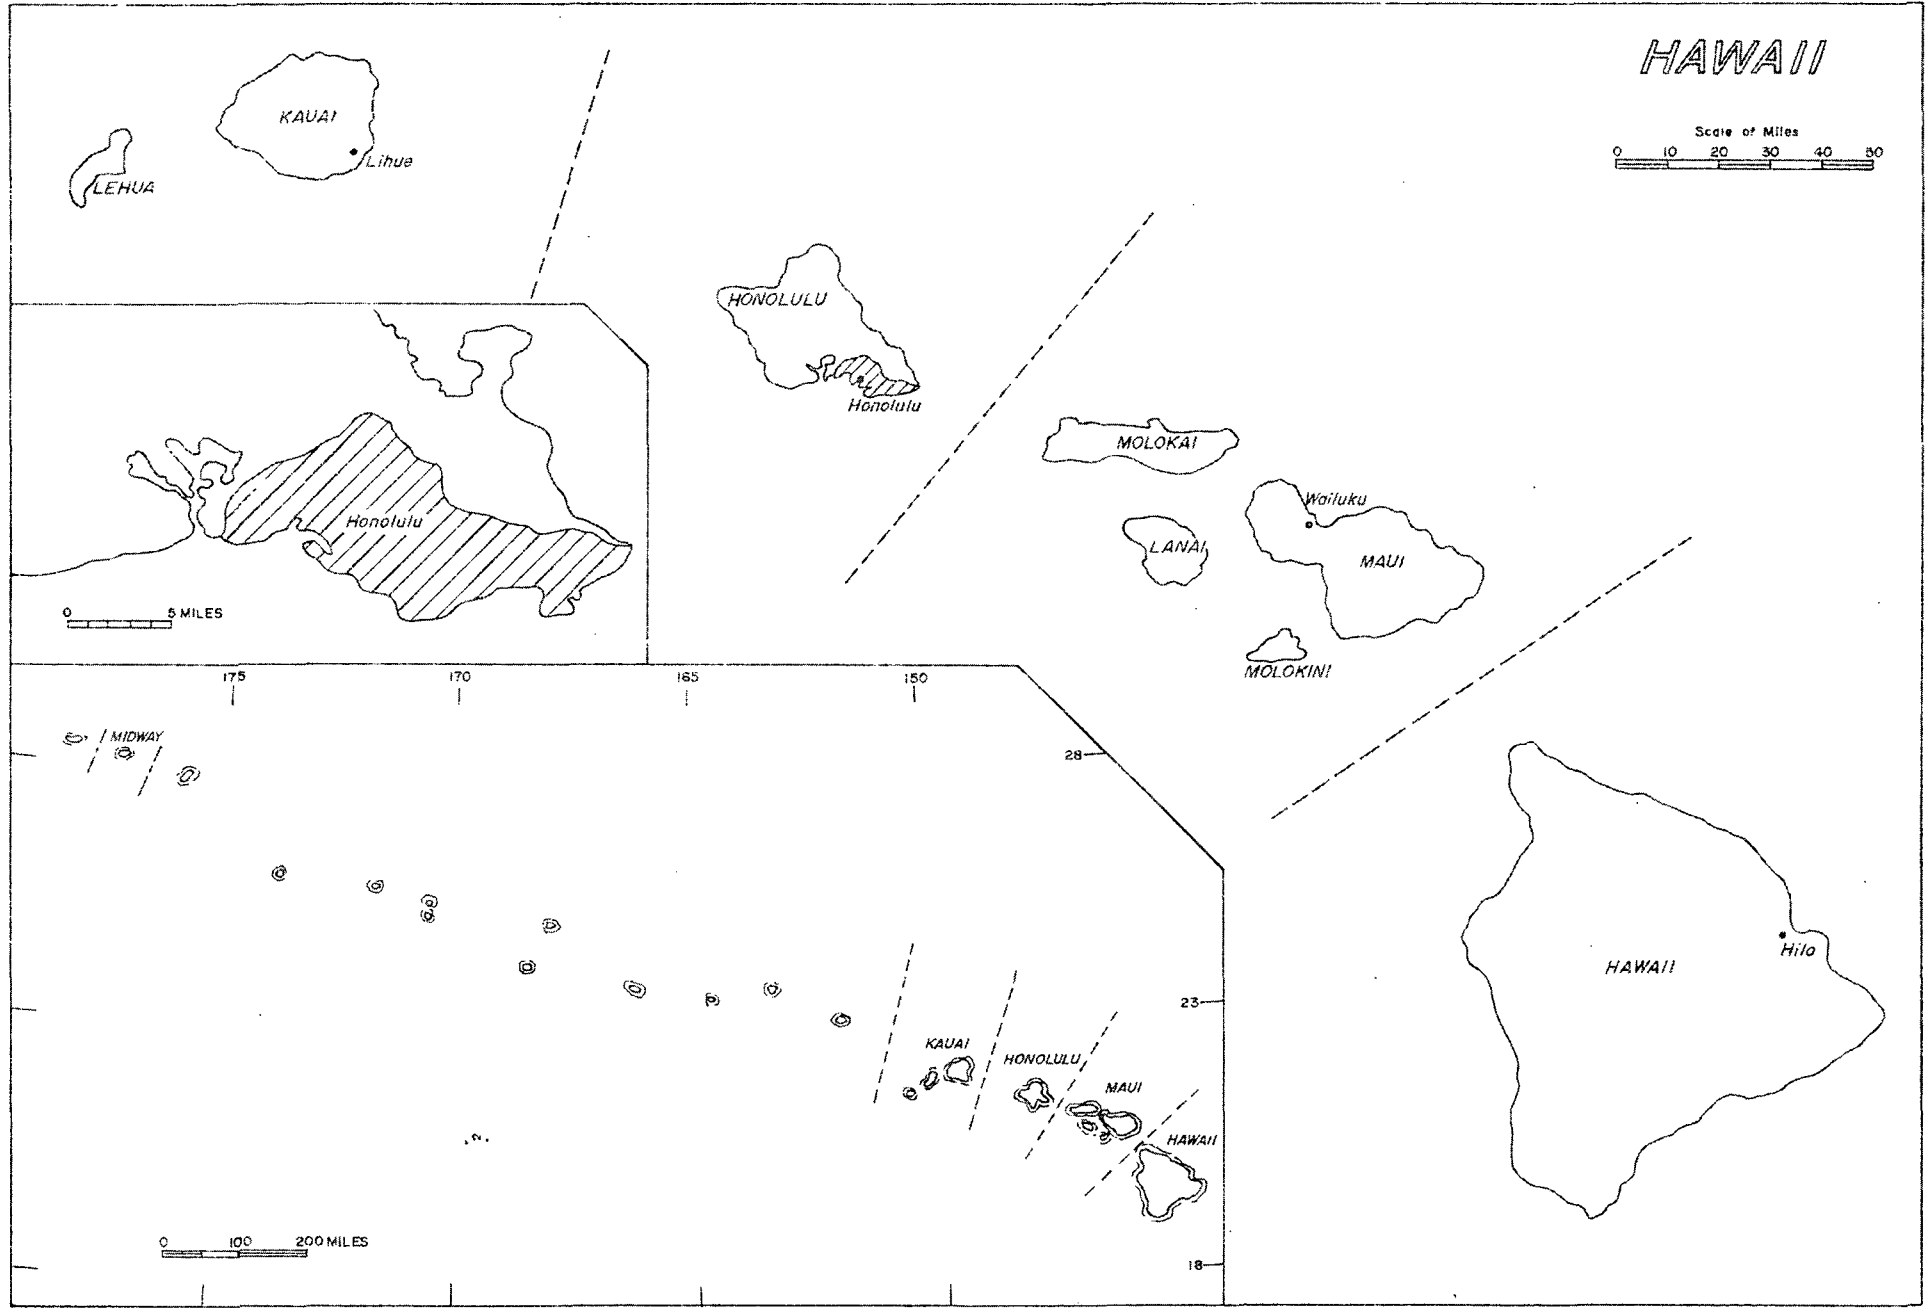 HAWAII
Scale of Miles
0 10 20 30 40 50
KAUAI
Lihue
LEHUA
HONOLULU
Honolulu
MOLOKAI
Wailuku
LANAI
MAUI
MOLOKINI
HAWAII
Hilo
Honolulu
0 5 MILES
175 170 165 150
MIDWAY
28
23
KAUAI
HONOLULU
MAUI
HAWAII
0 100 200 MILES
18